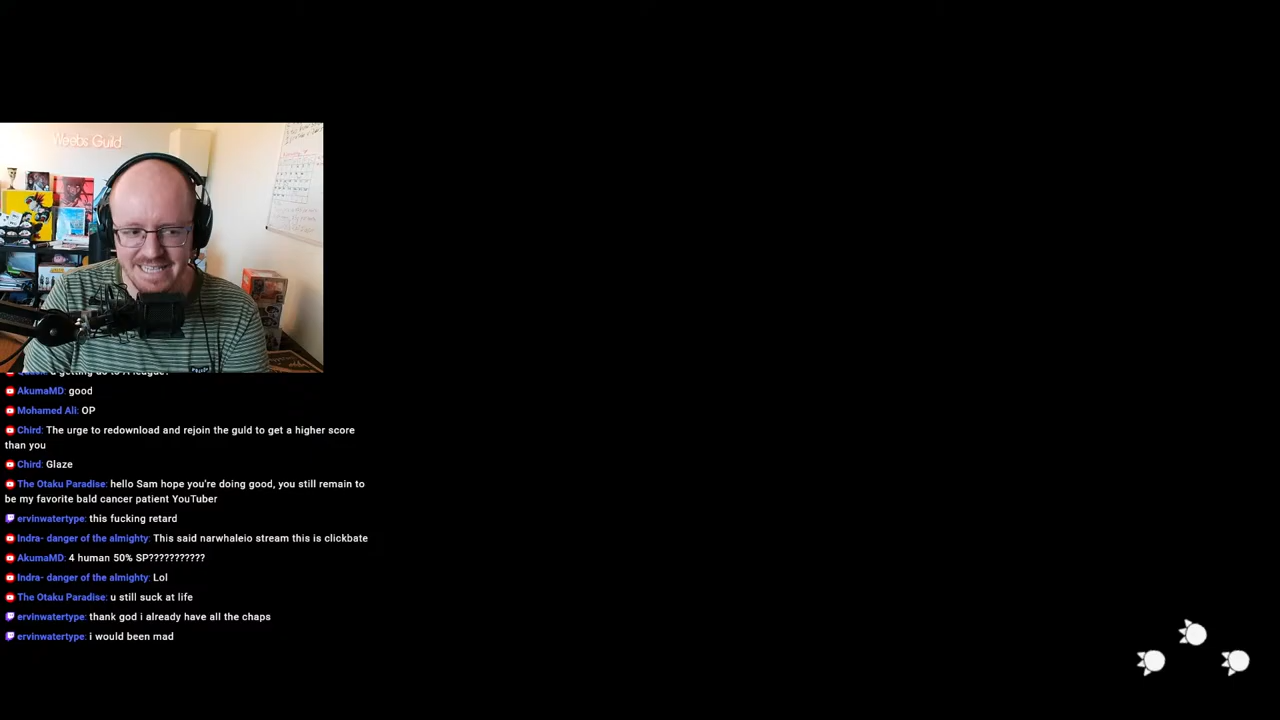 Weebs Guild
AkumaMD: good
Mohamed Ali: OP
Chird: The urge to redownload and rejoin the guld to get a higher score
than you
Chird: Glaze
The Otaku Paradise: hello Sam hope you're doing good, you still remain to
be my favorite bald cancer patient YouTuber
ervinwatertype: this fucking retard
Indra- danger of the almighty: This said narwhaleio stream this is clickbate
AkumaMD: 4 human 50% SP???????????
Indra- danger of the almighty: Lol
The Otaku Paradise: u still suck at life
ervinwatertype: thank god i already have all the chaps
ervinwatertype: i would been mad